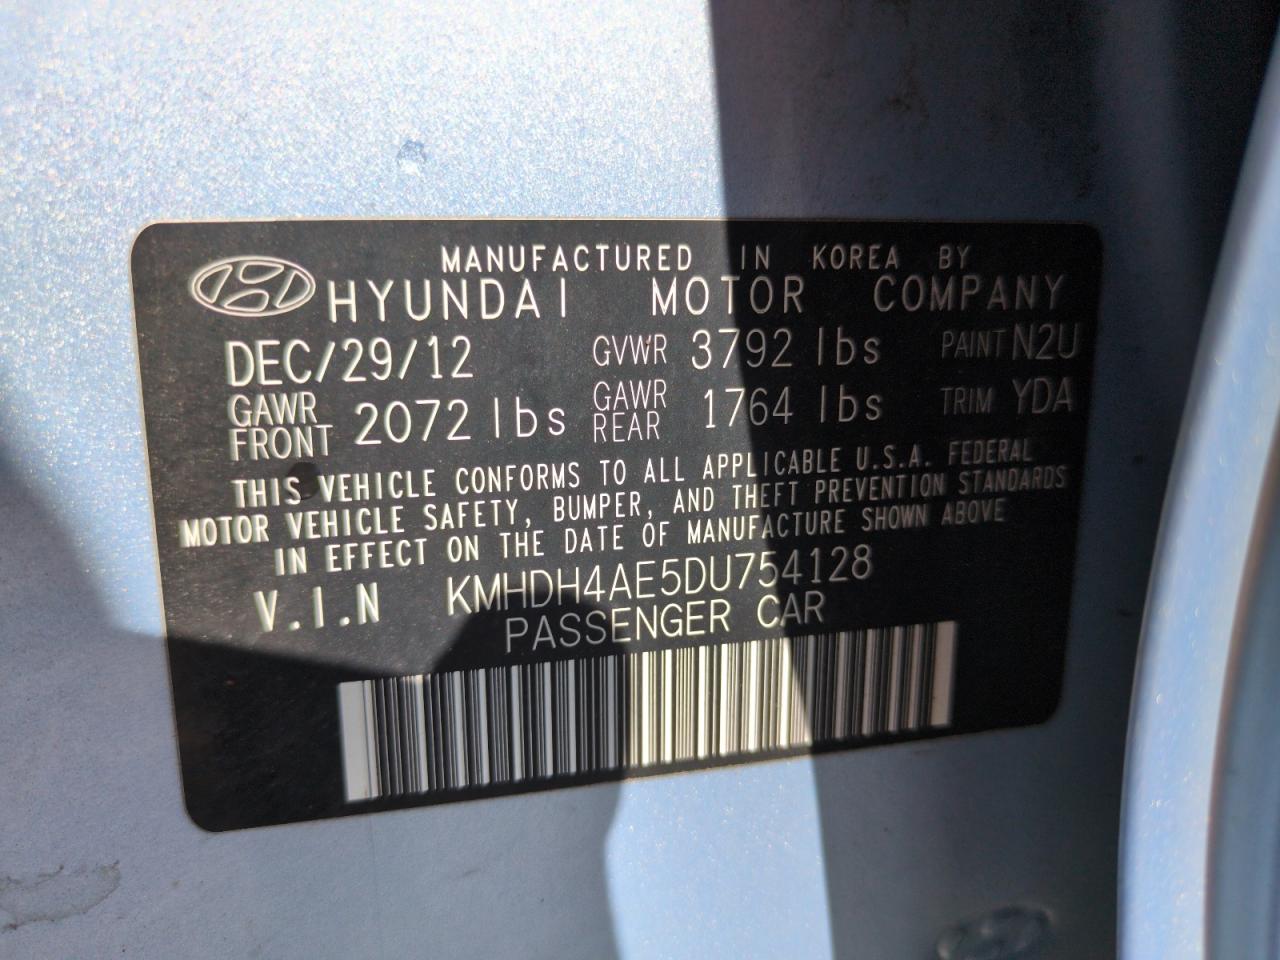 MANUFACTURED IN KOREA BY
HYUNDAI MOTOR COMPANY
DEC/29/12 GVWR 3792 lbs PAINT N2U
GAWR FRONT 2072 lbs GAWR REAR 1764 lbs TRIM YDA
THIS VEHICLE CONFORMS TO ALL APPLICABLE U.S.A. FEDERAL
MOTOR VEHICLE SAFETY, BUMPER, AND THEFT PREVENTION STANDARDS
IN EFFECT ON THE DATE OF MANUFACTURE SHOWN ABOVE
V.I.N KMHDH4AE5DU754128
PASSENGER CAR